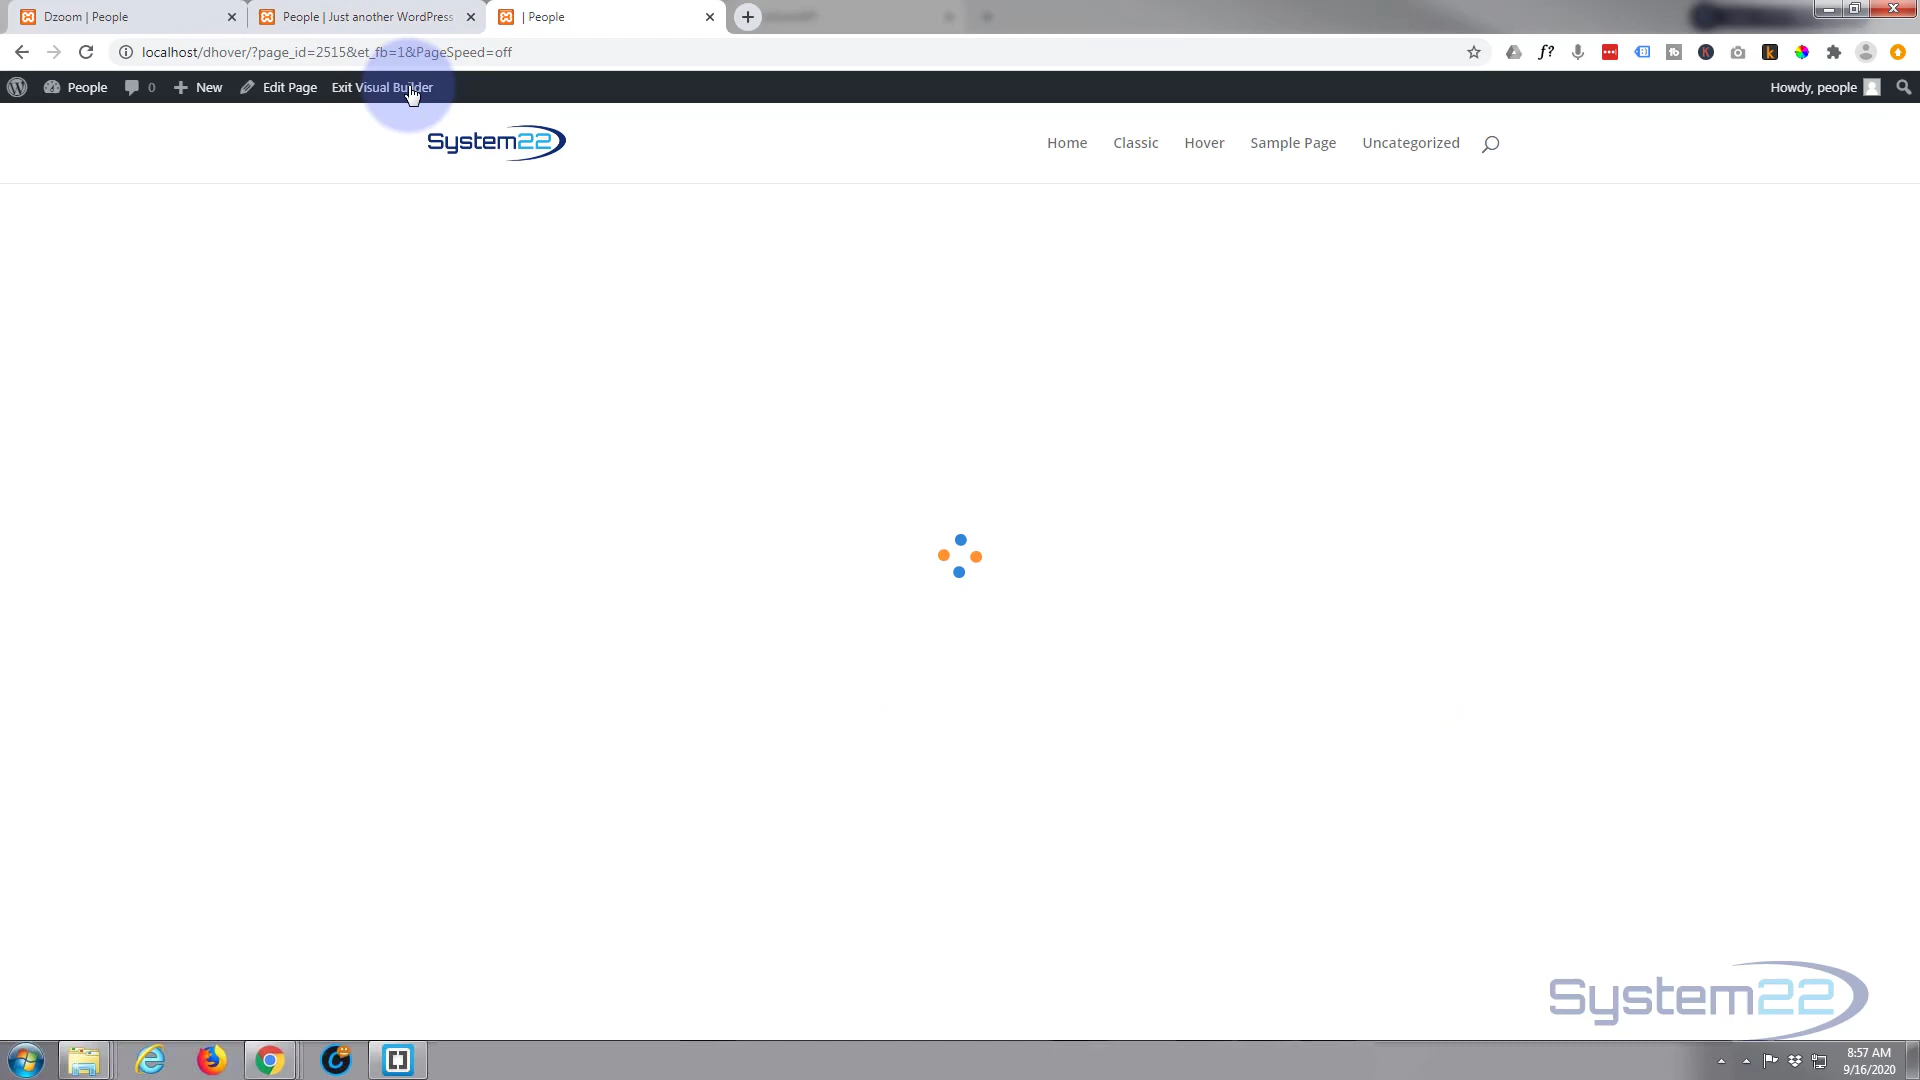 Dzoom | People
People | Just another WordPress
| People
localhost/dhover/?page_id=2515&et_fb=1&PageSpeed=off
f?
People
0
New
Edit Page
Exit Visual Builder
Howdy, people
System22
Home
Classic
Hover
Sample Page
Uncategorized
System22
8:57 AM
9/16/2020